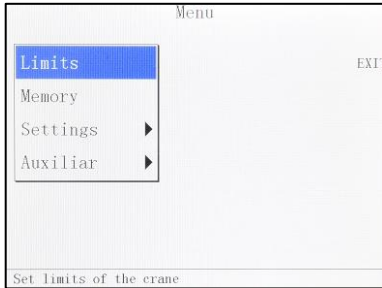 Menu
Limits
EXIT
Memory
Settings
Auxiliar
Set limits of the crane